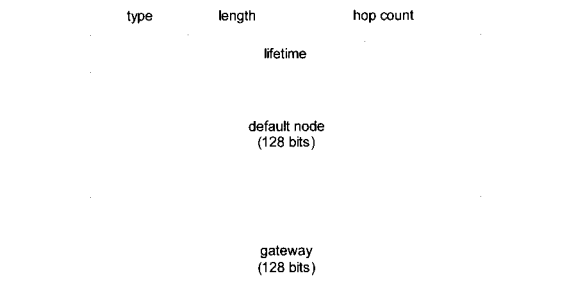 type length hop count
lifetime
default node
(128 bits)
gateway
(128 bits)